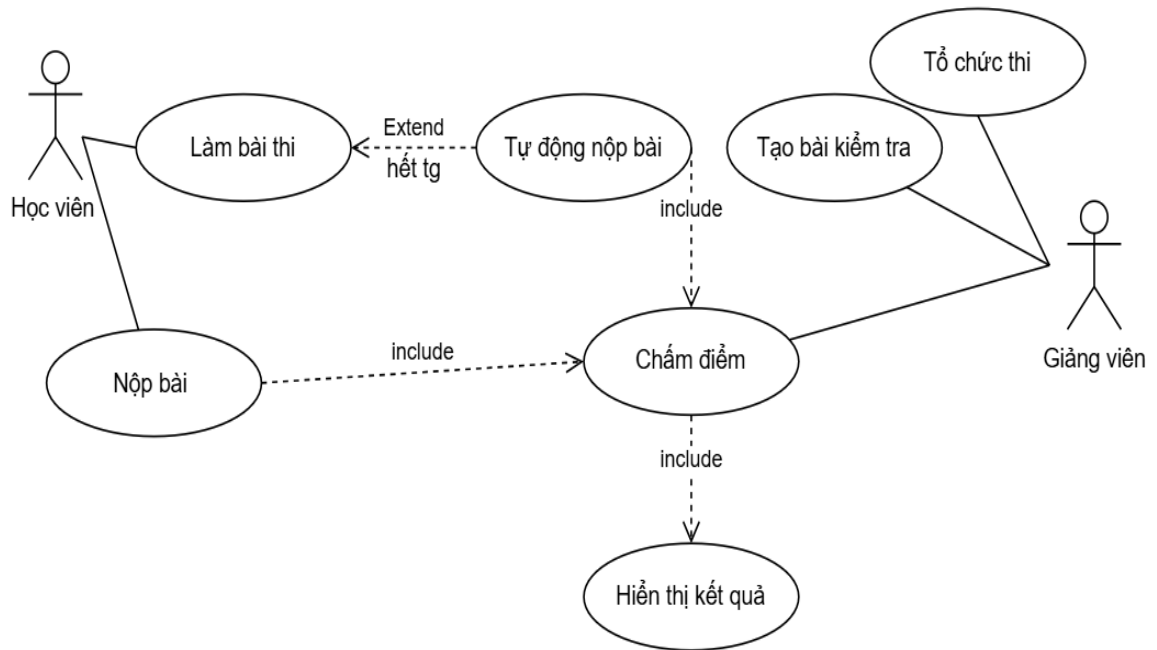 Tổ chức thi
Làm bài thi
Extend
hết tg
Tự động nộp bài
Tạo bài kiểm tra
Học viên
include
Nộp bài
include
Chấm điểm
Giảng viên
include
Hiển thị kết quả